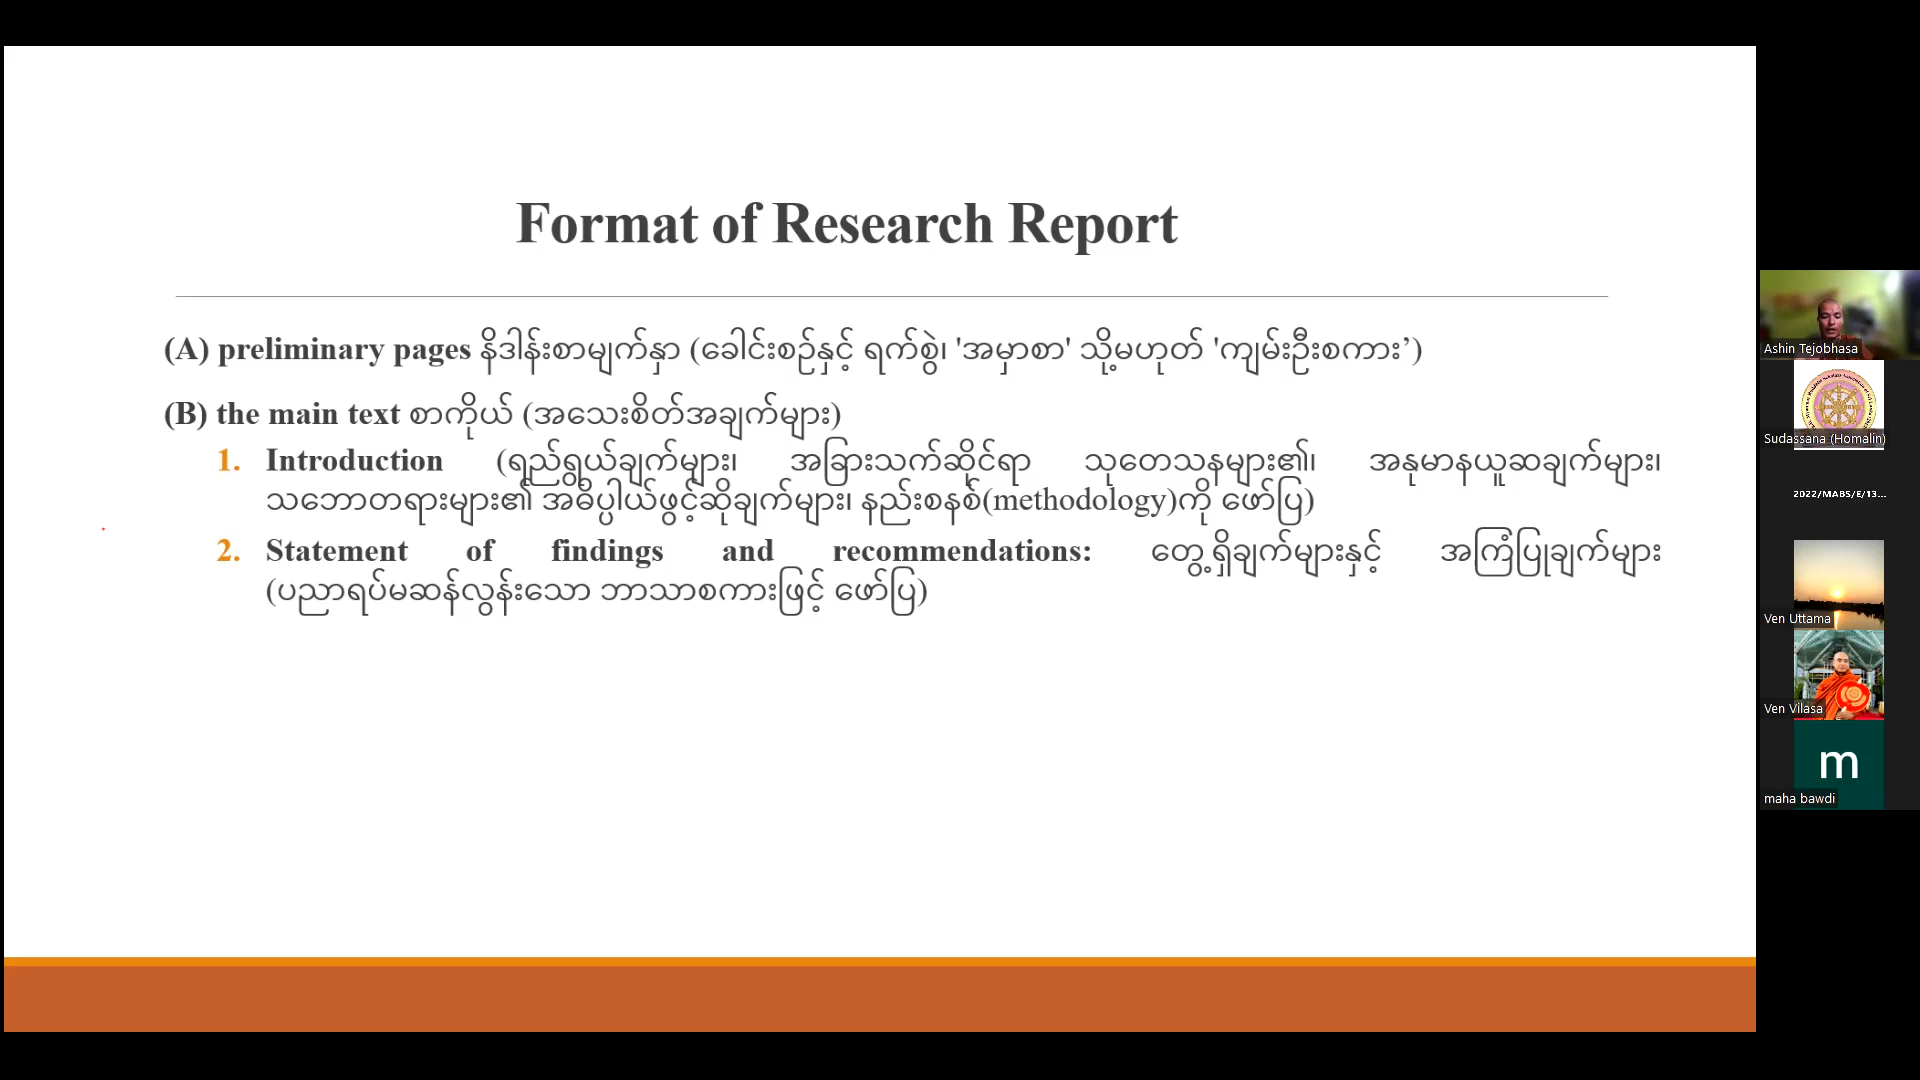 Format of Research Report
(A) preliminary pages နိဒါန်းစာမျက်နှာ (ခေါင်းစဉ်နှင့် ရက်စွဲ၊ 'အမှာစာ' သို့မဟုတ် 'ကျမ်းဦးစကား’)
(B) the main text စာကိုယ် (အသေးစိတ်အချက်များ)
1. Introduction (ရည်ရွယ်ချက်များ၊ အခြားသက်ဆိုင်ရာ သုတေသနများ၏၊ အနုမာနယူဆချက်များ၊
သဘောတရားများ၏ အဓိပ္ပါယ်ဖွင့်ဆိုချက်များ၊ နည်းစနစ်(methodology)ကို ဖော်ပြ)
2. Statement of findings and recommendations: တွေ့ရှိချက်များနှင့် အကြံပြုချက်များ
(ပညာရပ်မဆန်လွန်းသော ဘာသာစကားဖြင့် ဖော်ပြ)
Ashin Tejobhasa
Sudassana (Homalin)
2022/MABS/E/13...
Ven Uttama
Ven Vilasa
m
maha bawdi